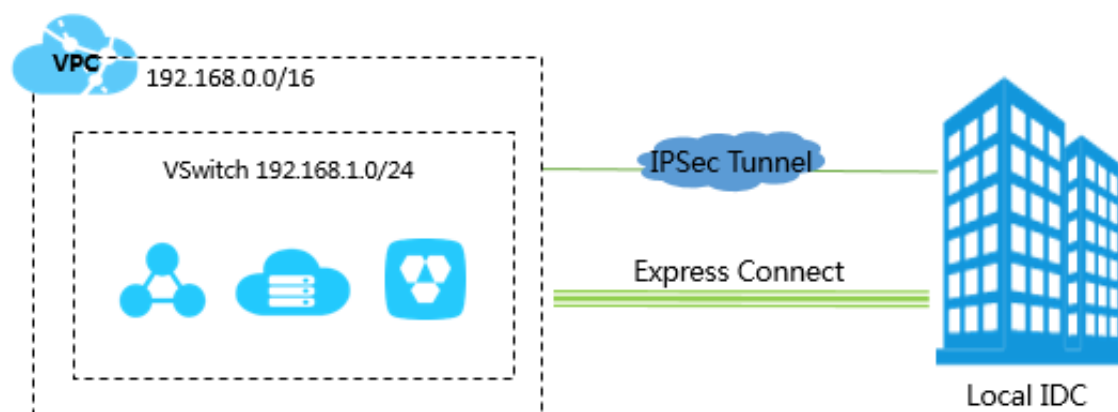 VPC
192.168.0.0/16
VSwitch 192.168.1.0/24
IPSec Tunnel
Express Connect
Local IDC